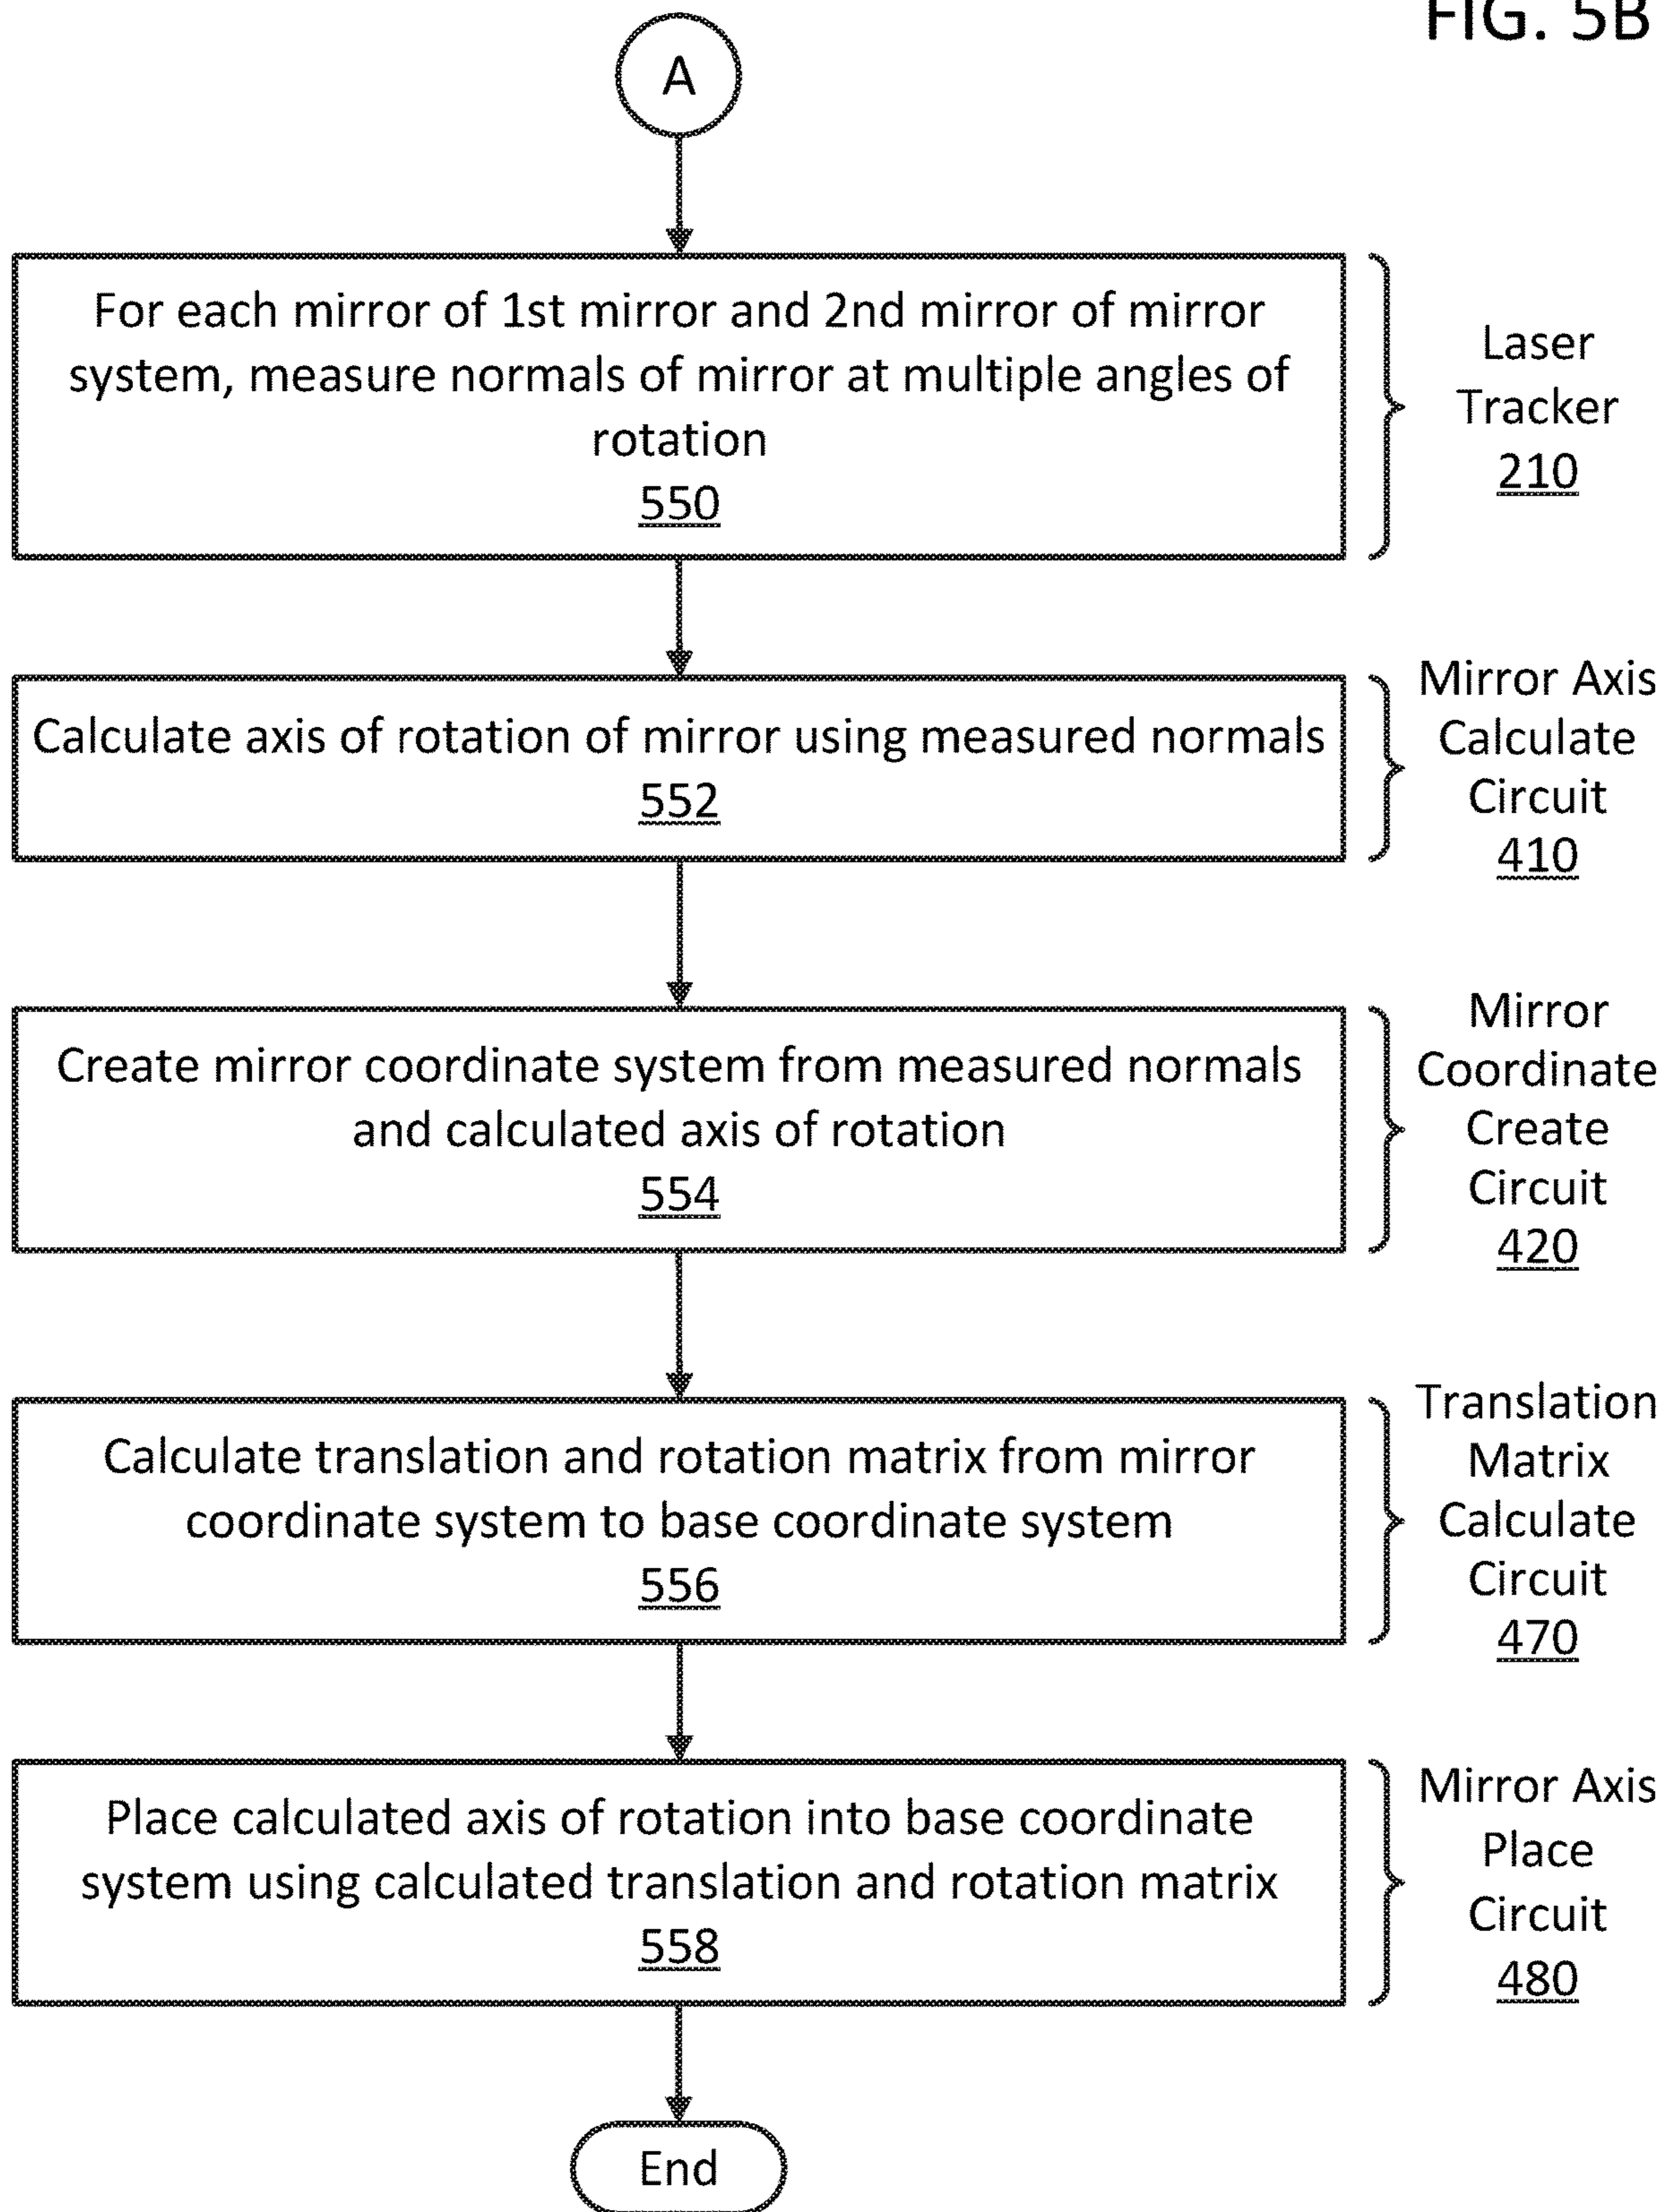 FIG. 5B
A
For each mirror of 1st mirror and 2nd mirror of mirror
system, measure normals of mirror at multiple angles of
rotation
550
Laser
Tracker
210
Calculate axis of rotation of mirror using measured normals
552
Mirror Axis
Calculate
Circuit
410
Create mirror coordinate system from measured normals
and calculated axis of rotation
554
Mirror
Coordinate
Create
Circuit
420
Calculate translation and rotation matrix from mirror
coordinate system to base coordinate system
556
Translation
Matrix
Calculate
Circuit
470
Place calculated axis of rotation into base coordinate
system using calculated translation and rotation matrix
558
Mirror Axis
Place
Circuit
480
End